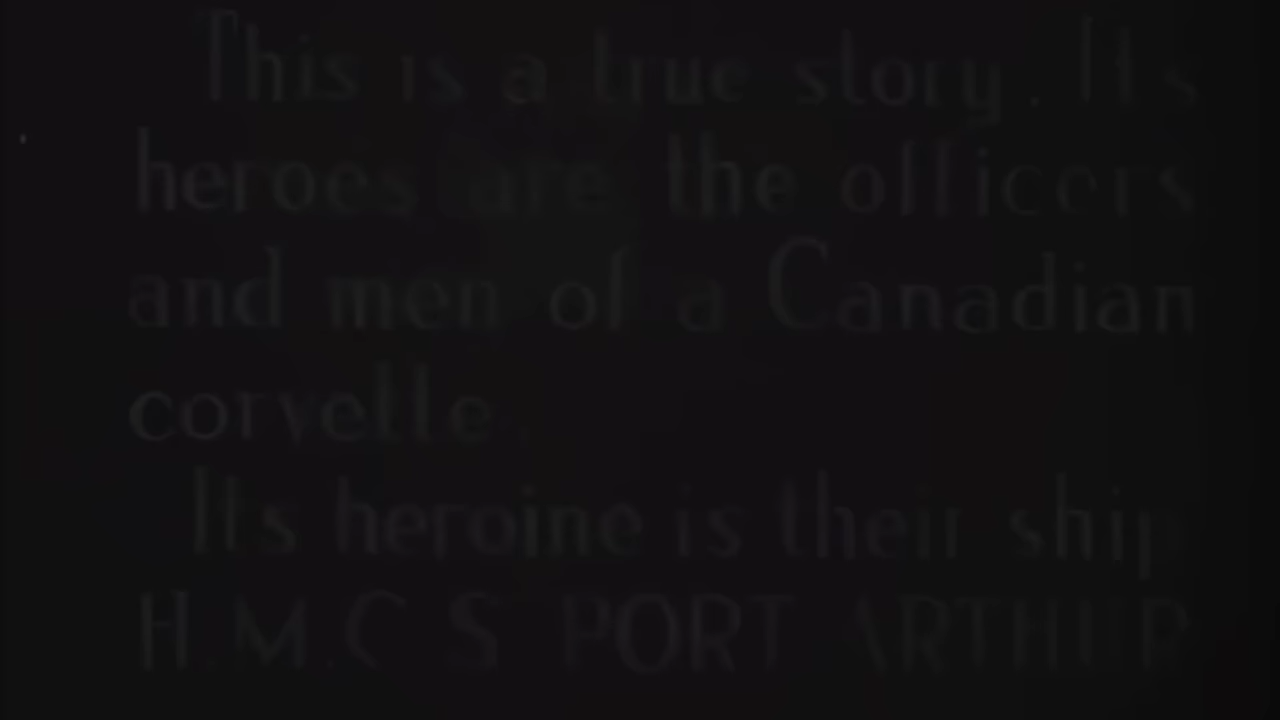 This is a true story. Its
heroes are the officers
and men of a Canadian
corvette.
Its heroine is their ship
H.M.C.S. PORT ARTHUR